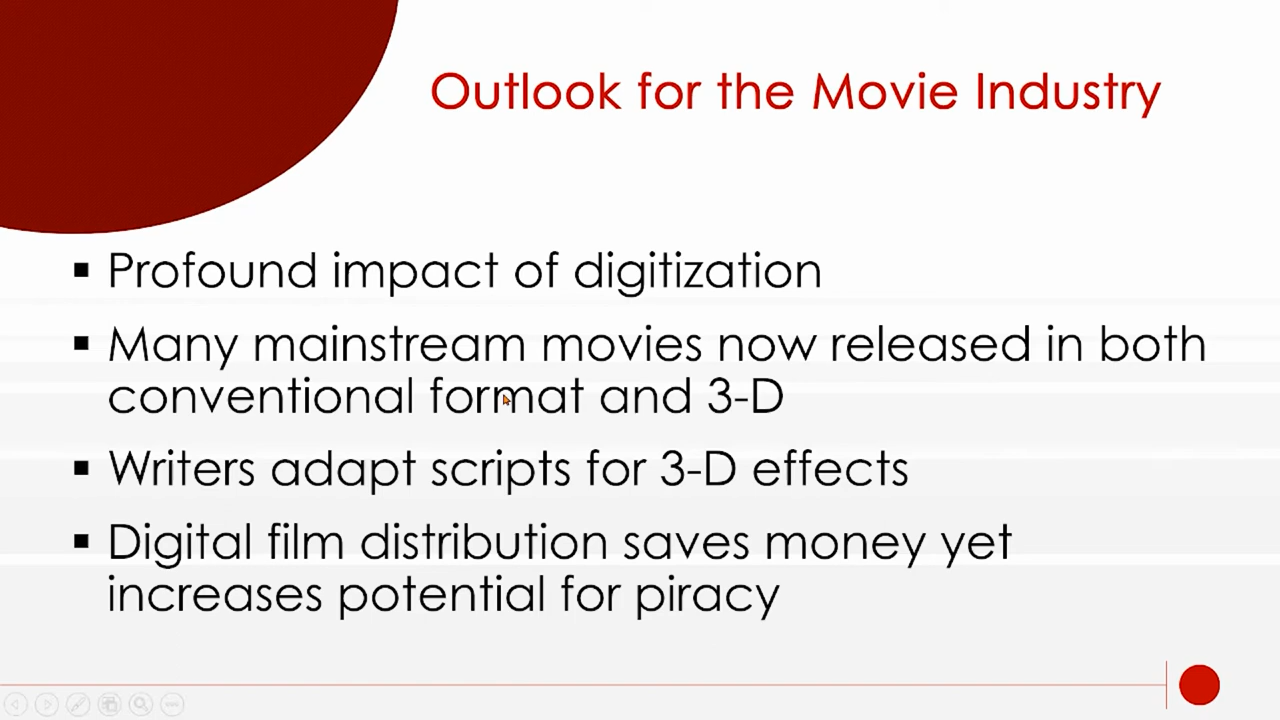 Outlook for the Movie Industry
▪ Profound impact of digitization
▪ Many mainstream movies now released in both
conventional format and 3-D
▪ Writers adapt scripts for 3-D effects
▪ Digital film distribution saves money yet
increases potential for piracy